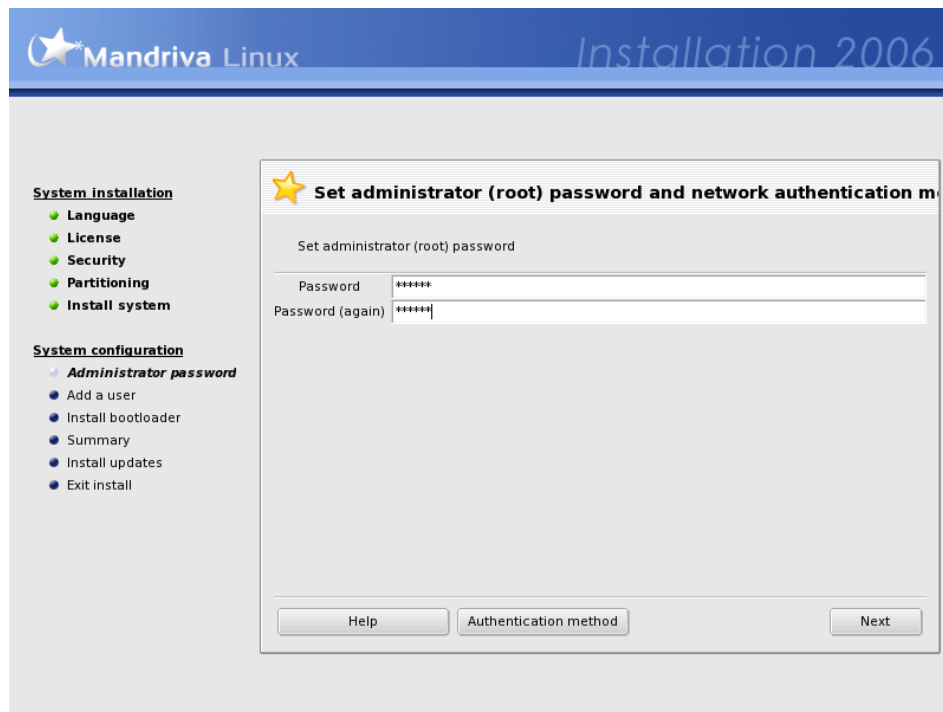 Mandriva Linux
Installation 2006
System installation
Language
License
Security
Partitioning
Install system
System configuration
Administrator password
Add a user
Install bootloader
Summary
Install updates
Exit install
Set administrator (root) password and network authentication m
Set administrator (root) password
Password ******
Password (again) ******
Help
Authentication method
Next